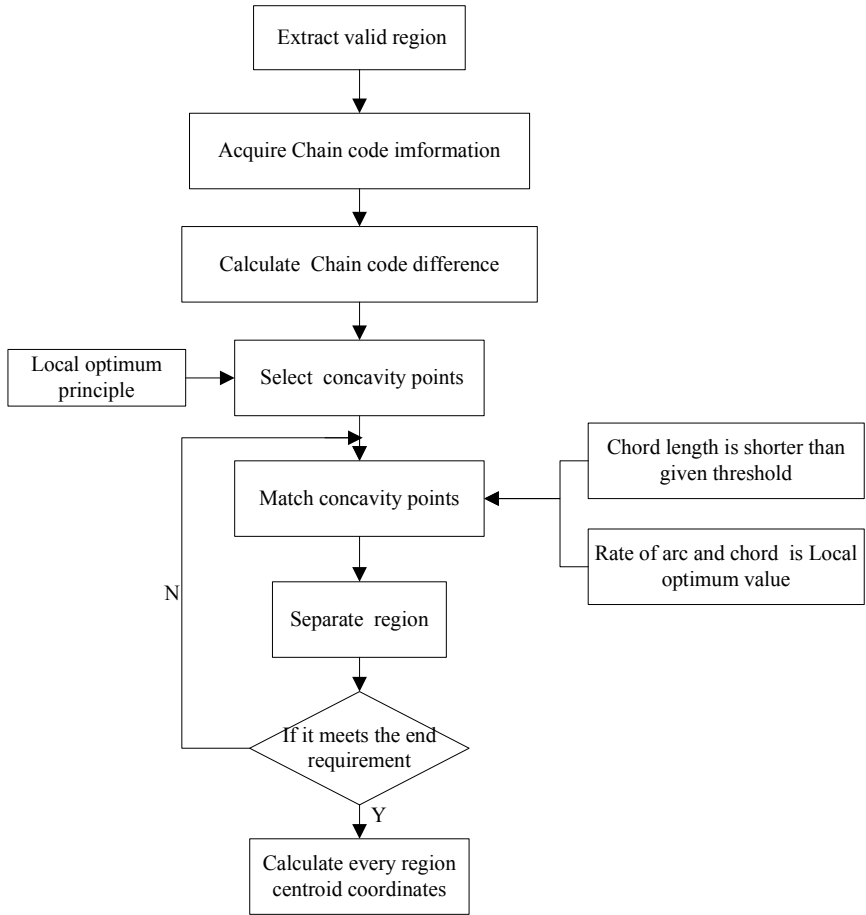 Extract valid region
Acquire Chain code imformation
Calculate Chain code difference
Local optimum
principle
Select concavity points
Chord length is shorter than
given threshold
Match concavity points
Rate of arc and chord is Local
optimum value
N
Separate region
If it meets the end
requirement
Y
Calculate every region
centroid coordinates